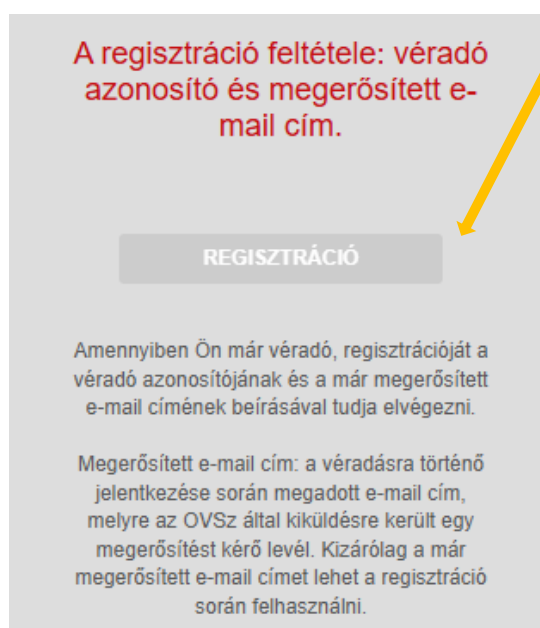 A regisztráció feltétele: véradó
azonosító és megerősített e-
mail cím.
REGISZTRÁCIÓ
Amennyiben Ön már véradó, regisztrációját a
véradó azonosítójának és a már megerősített
e-mail címének beírásával tudja elvégezni.
Megerősített e-mail cím: a véradásra történő
jelentkezése során megadott e-mail cím,
melyre az OVSz által kiküldésre került egy
megerősítést kérő levél. Kizárólag a már
megerősített e-mail címet lehet a regisztráció
során felhasználni.